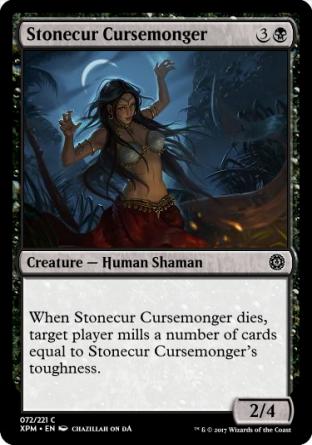 Stonecur Cursemonger 3
Creature — Human Shaman
When Stonecur Cursemonger dies,
target player mills a number of cards
equal to Stonecur Cursemonger's
toughness.
2/4
072/221 C
XPM • EN CHAZILLAH ON DA
™ & © 2017 Wizards of the Coast